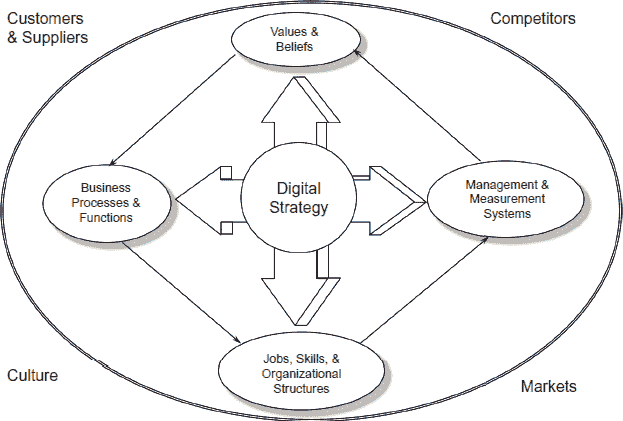 Customers
& Suppliers
Competitors
Values &
Beliefs
Business
Processes &
Functions
Digital
Strategy
Management &
Measurement
Systems
Jobs, Skills, &
Organizational
Structures
Culture
Markets